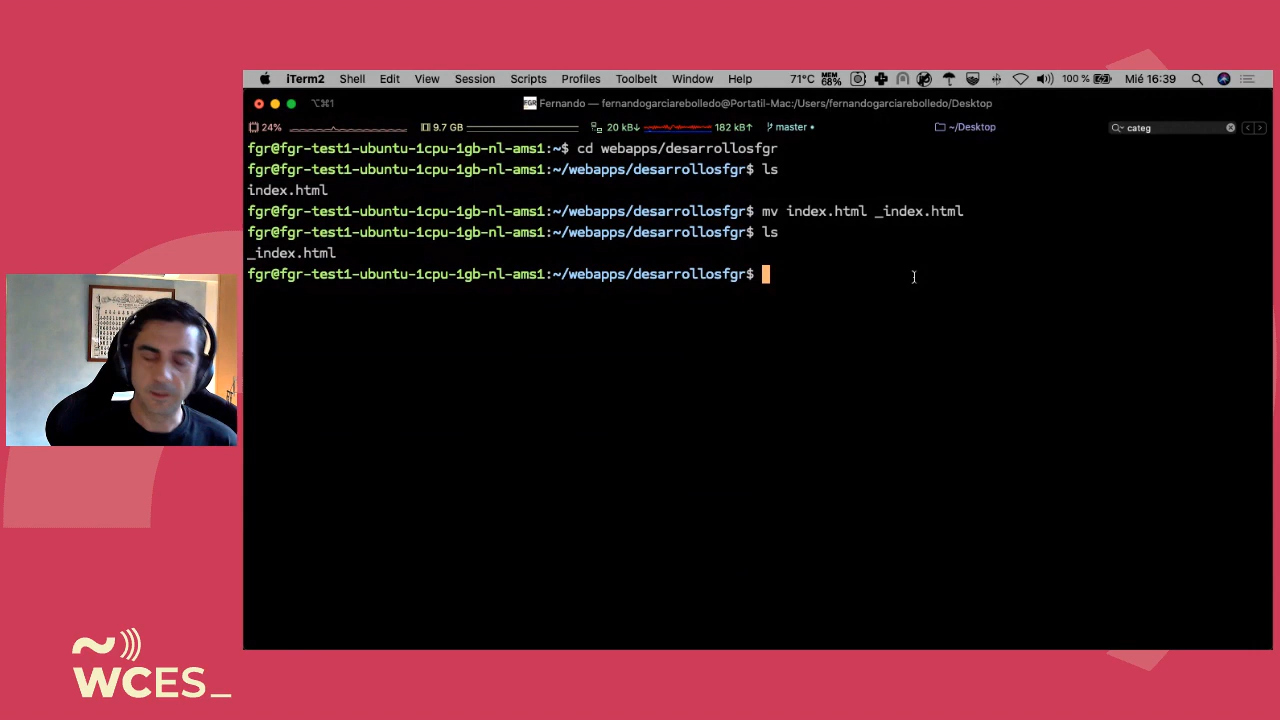 iTerm2 Shell Edit View Session Scripts Profiles Toolbelt Window Help 71°C MEM 68% 100 % Mié 16:39
⌥⌘1 FGR Fernando — fernandogarciarebolledo@Portatil-Mac:/Users/fernandogarciarebolledo/Desktop
24% 9.7 GB 20 kB↓ 182 kB↑ master • ~/Desktop categ
fgr@fgr-test1-ubuntu-1cpu-1gb-nl-ams1:~$ cd webapps/desarrollosfgr
fgr@fgr-test1-ubuntu-1cpu-1gb-nl-ams1:~/webapps/desarrollosfgr$ ls
index.html
fgr@fgr-test1-ubuntu-1cpu-1gb-nl-ams1:~/webapps/desarrollosfgr$ mv index.html _index.html
fgr@fgr-test1-ubuntu-1cpu-1gb-nl-ams1:~/webapps/desarrollosfgr$ ls
_index.html
fgr@fgr-test1-ubuntu-1cpu-1gb-nl-ams1:~/webapps/desarrollosfgr$
WCES_